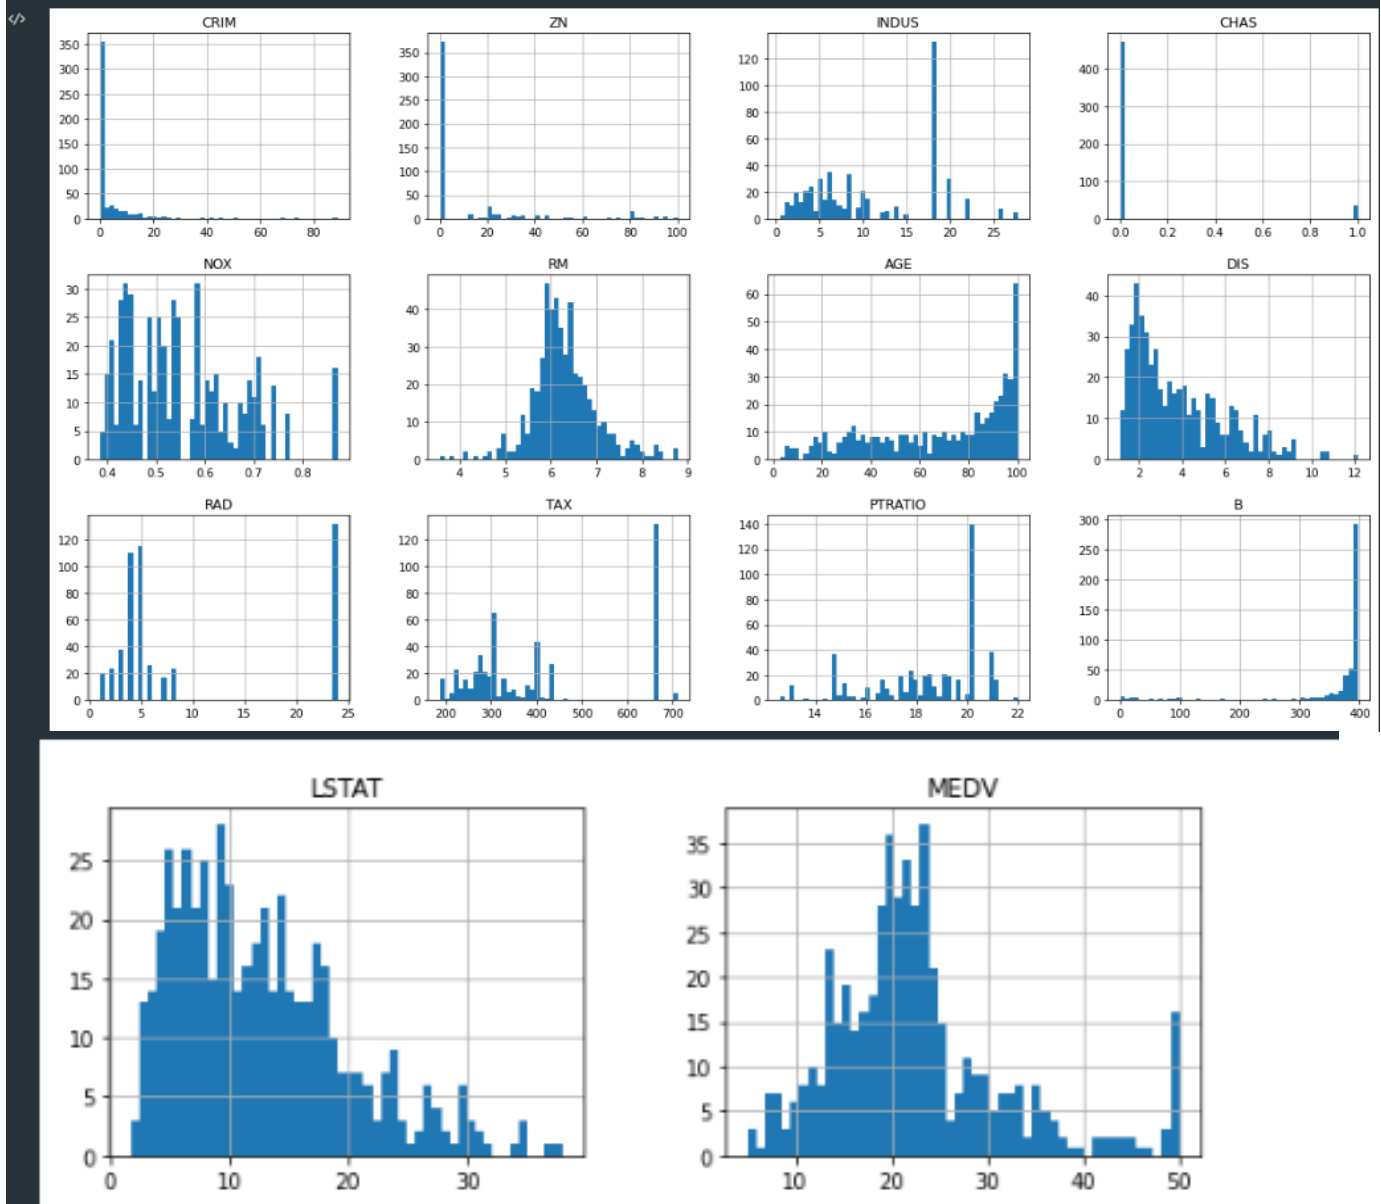 </>
CRIM ZN INDUS CHAS
350 300 250 200 150 100 50 0
0 20 40 60 80
350 300 250 200 150 100 50 0
0 20 40 60 80 100
120 100 80 60 40 20 0
0 5 10 15 20 25
400 300 200 100 0
0.0 0.2 0.4 0.6 0.8 1.0
NOX RM AGE DIS
30 25 20 15 10 5 0
0.4 0.5 0.6 0.7 0.8
40 30 20 10 0
4 5 6 7 8 9
60 50 40 30 20 10 0
0 20 40 60 80 100
40 30 20 10 0
2 4 6 8 10 12
RAD TAX PTRATIO B
120 100 80 60 40 20 0
0 5 10 15 20 25
120 100 80 60 40 20 0
200 300 400 500 600 700
140 120 100 80 60 40 20 0
14 16 18 20 22
300 250 200 150 100 50 0
0 100 200 300 400
LSTAT MEDV
25 20 15 10 5 0
0 10 20 30
35 30 25 20 15 10 5 0
10 20 30 40 50